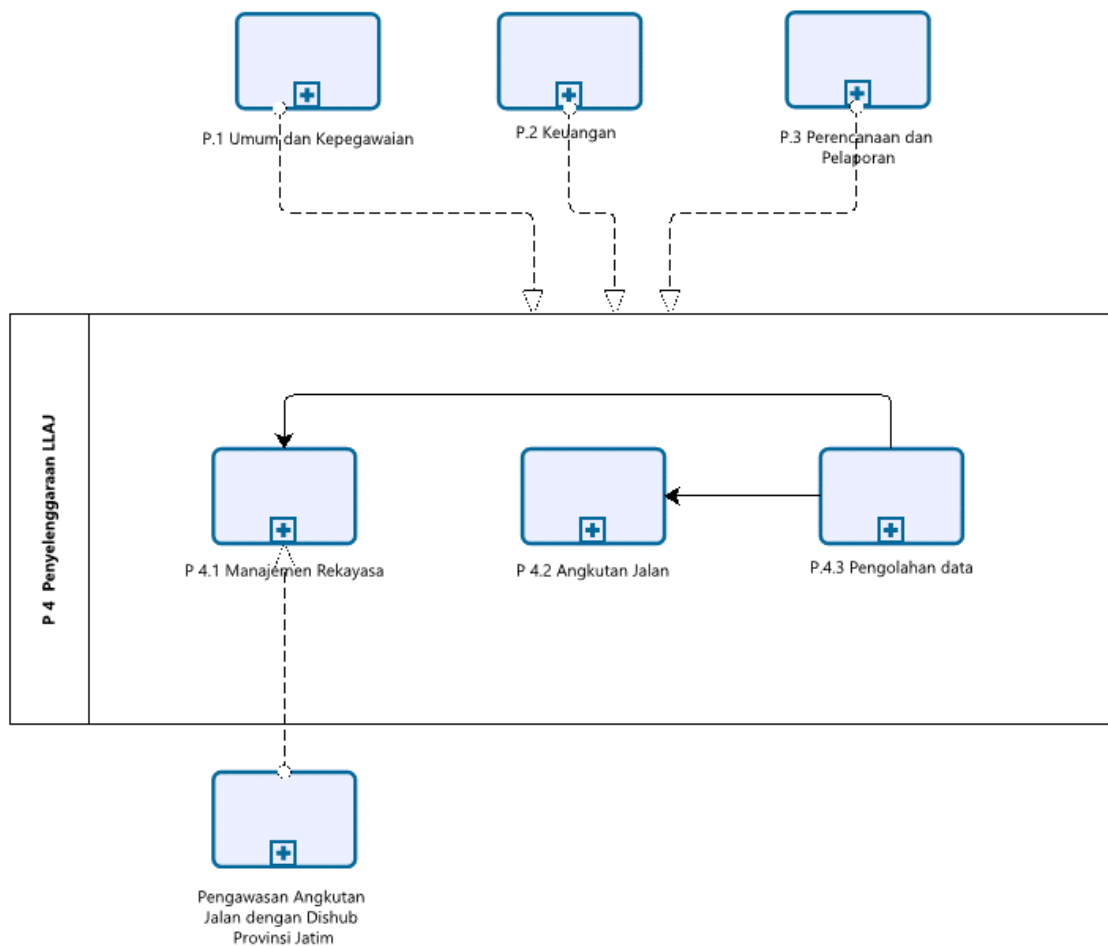 P.1 Umum dan Kepegawaian
P.2 Keuangan
P.3 Perencanaan dan
Pelaporan
P 4 Penyelenggaraan LLAJ
P 4.1 Manajemen Rekayasa
P 4.2 Angkutan Jalan
P.4.3 Pengolahan data
Pengawasan Angkutan
Jalan dengan Dishub
Provinsi Jatim